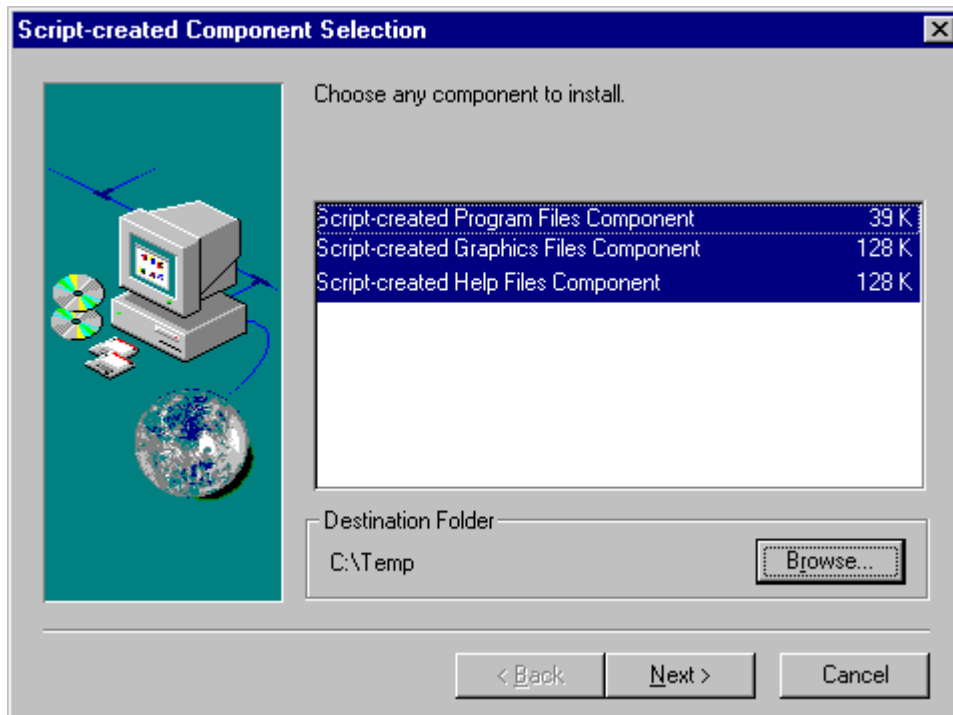 Script-created Component Selection
Choose any component to install.
Script-created Program Files Component 39 K
Script-created Graphics Files Component 128 K
Script-created Help Files Component 128 K
Destination Folder
C:\Temp
Browse...
< Back
Next >
Cancel